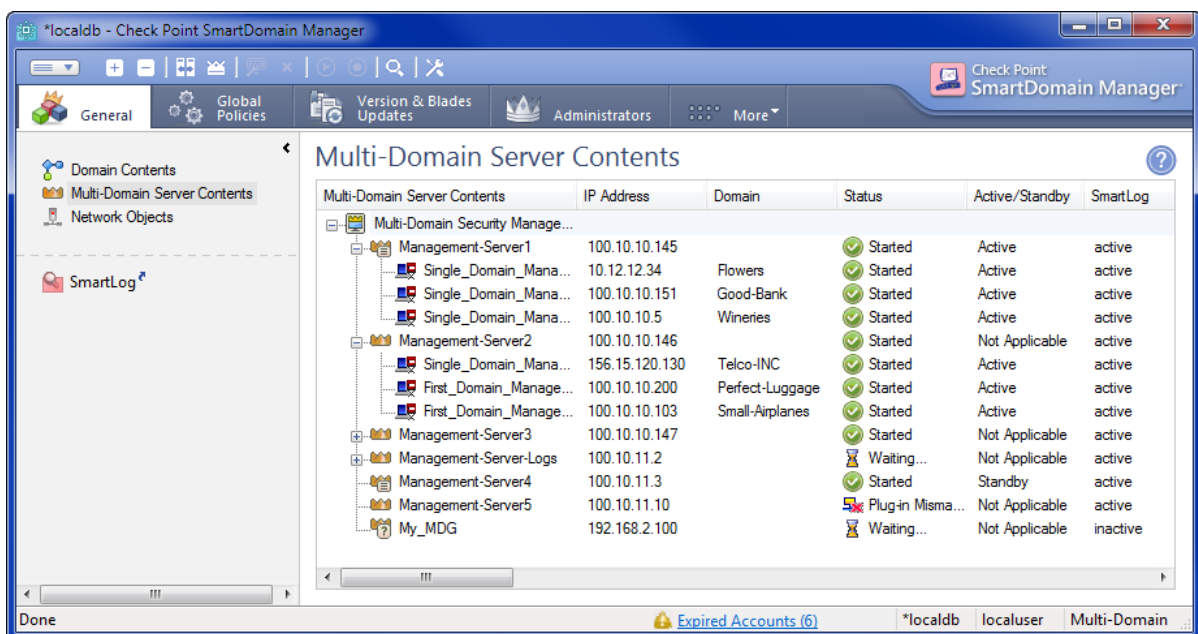 *localdb - Check Point SmartDomain Manager
Check Point
SmartDomain Manager
General
Global Policies
Version & Blades Updates
Administrators
More
Domain Contents
Multi-Domain Server Contents
Network Objects
SmartLog
Multi-Domain Server Contents
Multi-Domain Server Contents IP Address Domain Status Active/Standby SmartLog
Multi-Domain Security Manage...
Management-Server1 100.10.10.145 Started Active active
Single_Domain_Mana... 10.12.12.34 Flowers Started Active active
Single_Domain_Mana... 100.10.10.151 Good-Bank Started Active active
Single_Domain_Mana... 100.10.10.5 Wineries Started Active active
Management-Server2 100.10.10.146 Started Not Applicable active
Single_Domain_Mana... 156.15.120.130 Telco-INC Started Active active
First_Domain_Manage... 100.10.10.200 Perfect-Luggage Started Active active
First_Domain_Manage... 100.10.10.103 Small-Airplanes Started Active active
Management-Server3 100.10.10.147 Started Not Applicable active
Management-Server-Logs 100.10.11.2 Waiting... Not Applicable active
Management-Server4 100.10.11.3 Started Standby active
Management-Server5 100.10.11.10 Plug-in Misma... Not Applicable active
My_MDG 192.168.2.100 Waiting... Not Applicable inactive
Done Expired Accounts (6) *localdb localuser Multi-Domain